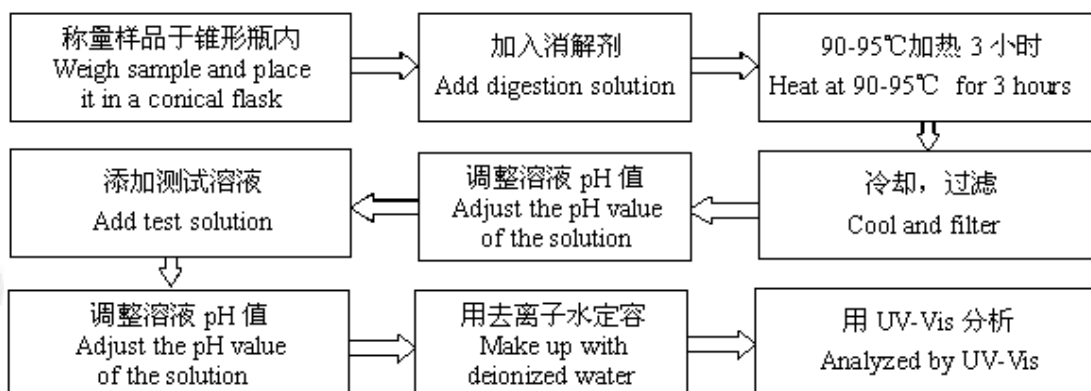 称量样品于锥形瓶内
Weigh sample and place
it in a conical flask
加入消解剂
Add digestion solution
90-95℃加热 3 小时
Heat at 90-95℃ for 3 hours
冷却，过滤
Cool and filter
调整溶液 pH 值
Adjust the pH value
of the solution
添加测试溶液
Add test solution
调整溶液 pH 值
Adjust the pH value
of the solution
用去离子水定容
Make up with
deionized water
用 UV-Vis 分析
Analyzed by UV-Vis